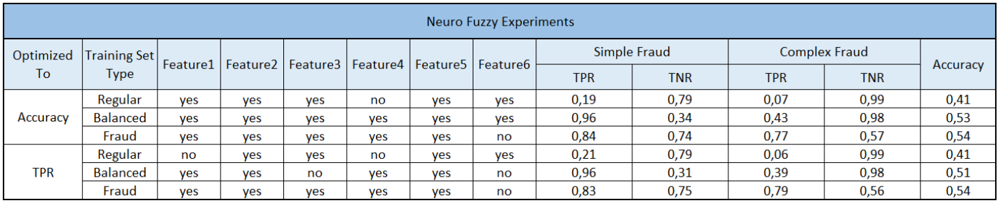 Neuro Fuzzy Experiments
Optimized To Training Set Type Feature1 Feature2 Feature3 Feature4 Feature5 Feature6 Simple Fraud Complex Fraud Accuracy
TPR TNR TPR TNR
Accuracy Regular yes yes yes no yes yes 0,19 0,79 0,07 0,99 0,41
Balanced yes yes yes yes yes yes 0,96 0,34 0,43 0,98 0,53
Fraud yes yes yes yes yes no 0,84 0,74 0,77 0,57 0,54
TPR Regular no yes yes no yes yes 0,21 0,79 0,06 0,99 0,41
Balanced yes yes no yes yes no 0,96 0,31 0,39 0,98 0,51
Fraud yes yes yes yes yes no 0,83 0,75 0,79 0,56 0,54